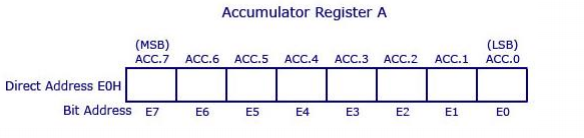 Accumulator Register A
(MSB) (LSB)
ACC.7 ACC.6 ACC.5 ACC.4 ACC.3 ACC.2 ACC.1 ACC.0
Direct Address E0H
Bit Address E7 E6 E5 E4 E3 E2 E1 E0